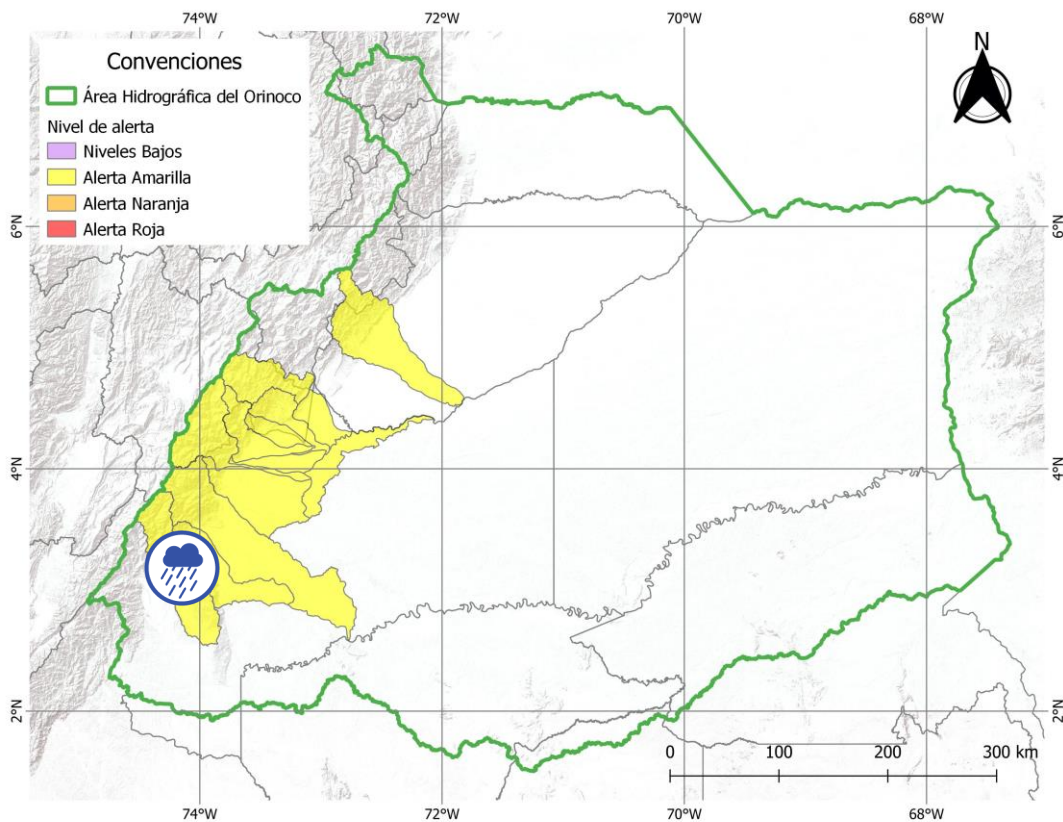 74°W
72°W
70°W
68°W
N
Convenciones
Área Hidrográfica del Orinoco
Nivel de alerta
Niveles Bajos
Alerta Amarilla
Alerta Naranja
Alerta Roja
6°N
6°N
4°N
4°N
2°N
2°N
0
100
200
300 km
74°W
72°W
70°W
68°W